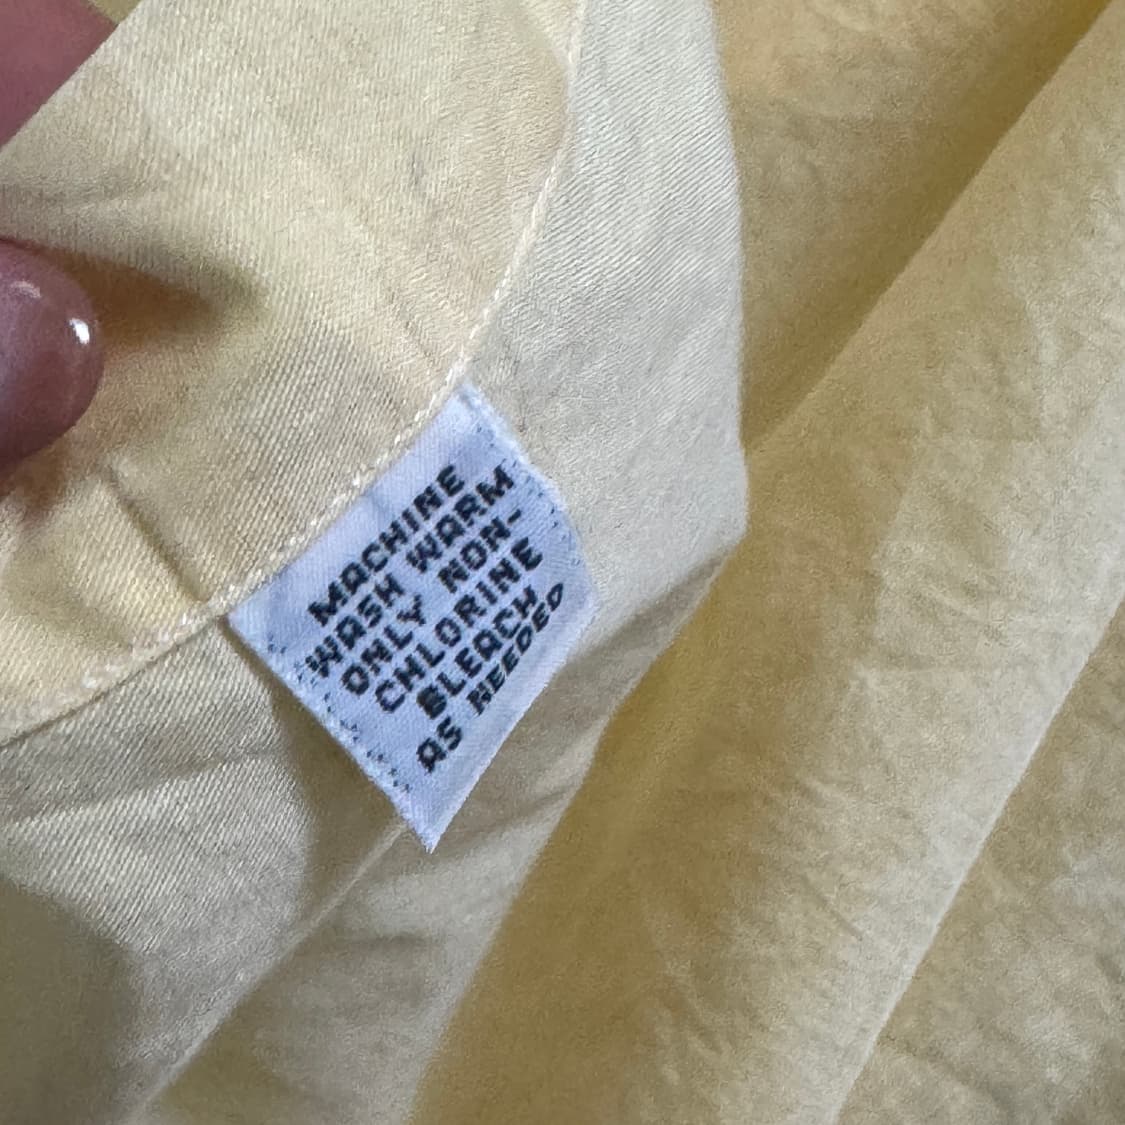 MACHINE
WASH WARM
ONLY NON-
CHLORINE
BLEACH
AS NEEDED